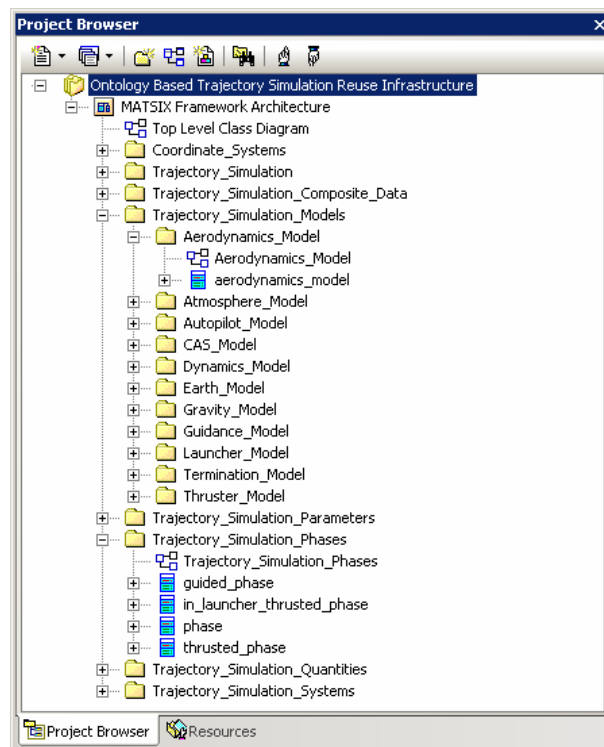 Project Browser
Ontology Based Trajectory Simulation Reuse Infrastructure
MATSIX Framework Architecture
Top Level Class Diagram
Coordinate_Systems
Trajectory_Simulation
Trajectory_Simulation_Composite_Data
Trajectory_Simulation_Models
Aerodynamics_Model
Aerodynamics_Model
aerodynamics_model
Atmosphere_Model
Autopilot_Model
CAS_Model
Dynamics_Model
Earth_Model
Gravity_Model
Guidance_Model
Launcher_Model
Termination_Model
Thruster_Model
Trajectory_Simulation_Parameters
Trajectory_Simulation_Phases
Trajectory_Simulation_Phases
guided_phase
in_launcher_thrusted_phase
phase
thrusted_phase
Trajectory_Simulation_Quantities
Trajectory_Simulation_Systems
Project Browser Resources